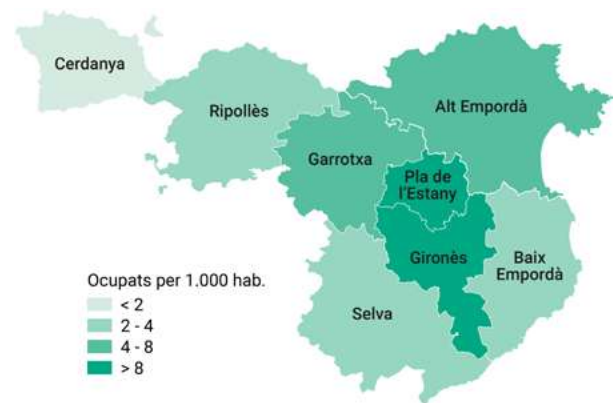 Cerdanya
Ripollès
Alt Empordà
Garrotxa
Pla de
l'Estany
Gironès
Baix
Empordà
Selva
Ocupats per 1.000 hab.
< 2
2 - 4
4 - 8
> 8